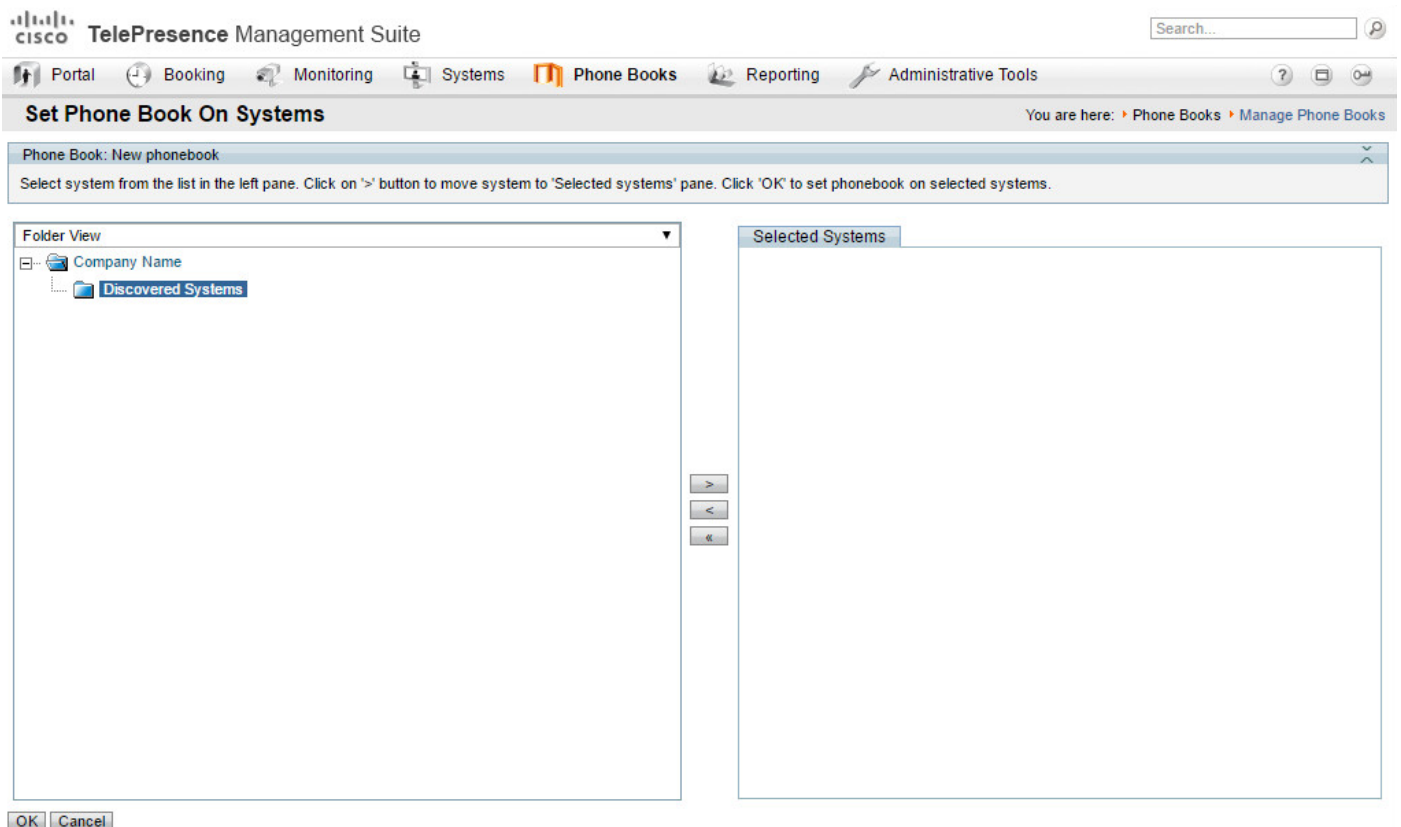 Search...
CISCO TelePresence Management Suite
Portal Booking Monitoring Systems Phone Books Reporting Administrative Tools ?
Set Phone Book On Systems
You are here: Phone Books Manage Phone Books
Phone Book: New phonebook
Select system from the list in the left pane. Click on '>' button to move system to 'Selected systems' pane. Click 'OK' to set phonebook on selected systems.
Folder View
Company Name
Discovered Systems
Selected Systems
>
<
«
OK Cancel